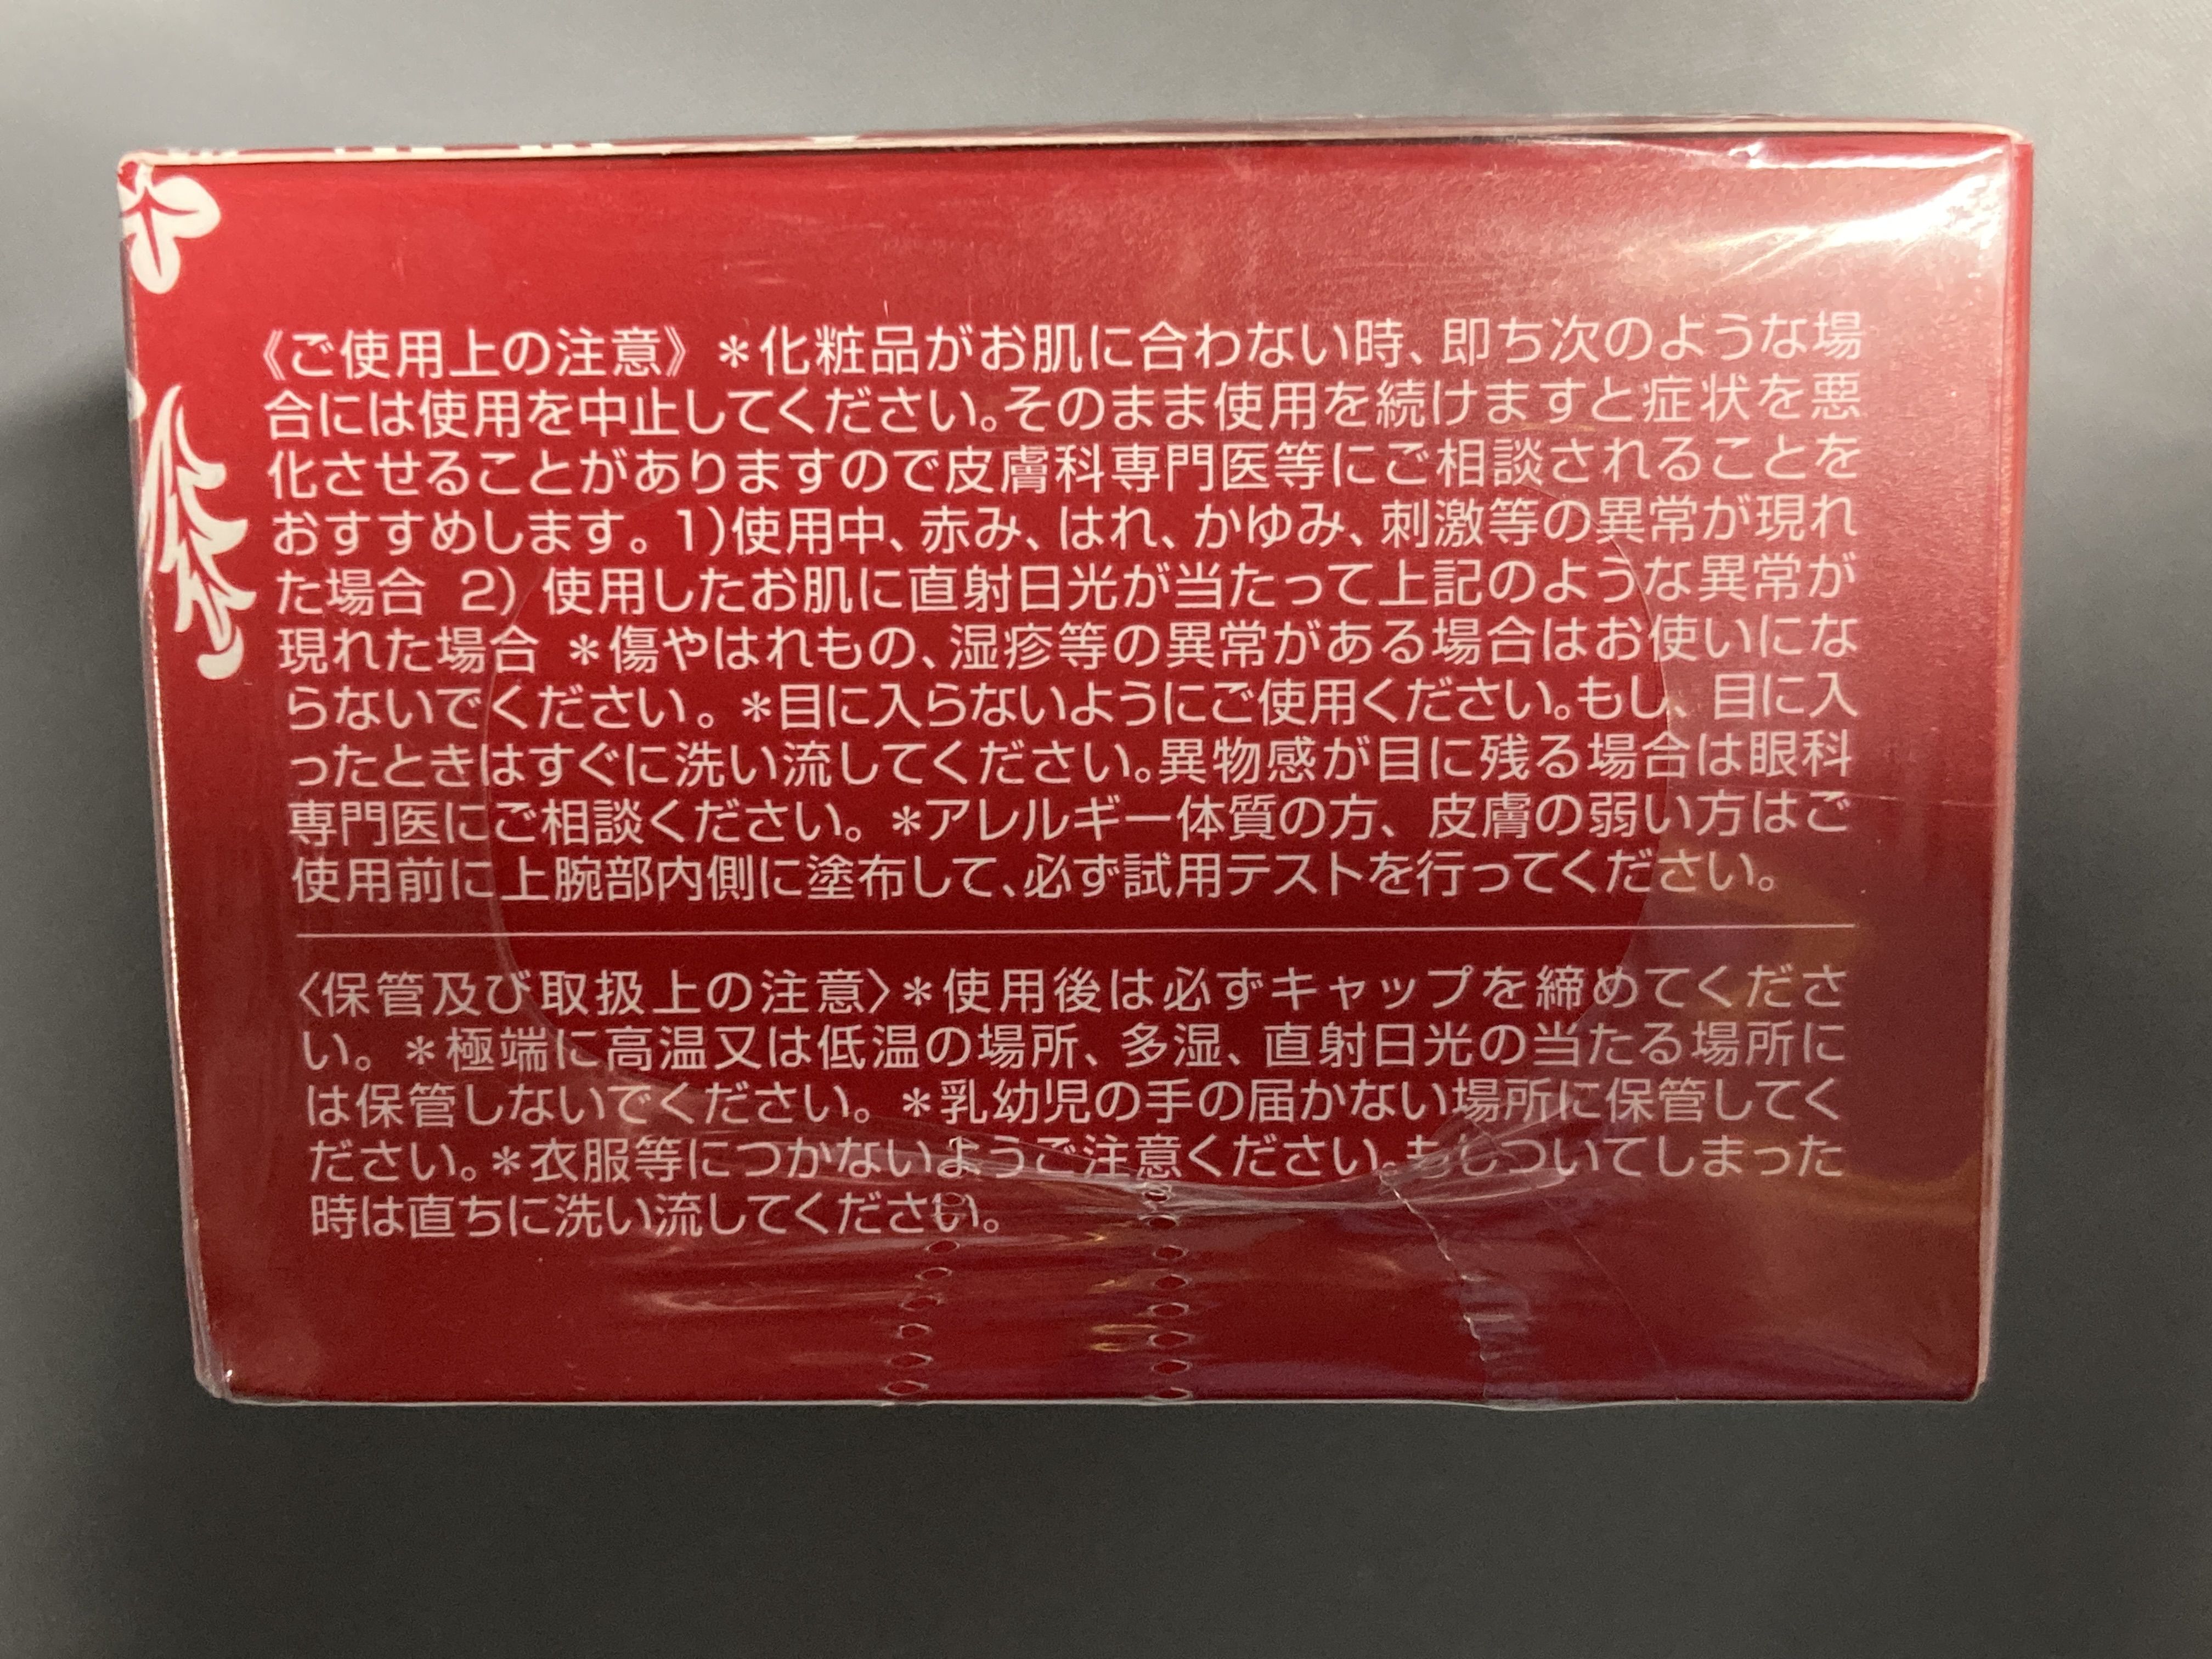 《ご使用上の注意》＊化粧品がお肌に合わない時、即ち次のような場
合には使用を中止してください。そのまま使用を続けますと症状を悪
化させることがありますので皮膚科専門医等にご相談されることを
おすすめします。1)使用中、赤み、はれ、かゆみ、刺激等の異常が現れ
た場合 2) 使用したお肌に直射日光が当たって上記のような異常が
現れた場合 ＊傷やはれもの、湿疹等の異常がある場合はお使いにな
らないでください。＊目に入らないようにご使用ください。もし、目に入
ったときはすぐに洗い流してください。異物感が目に残る場合は眼科
専門医にご相談ください。＊アレルギー体質の方、皮膚の弱い方はご
使用前に上腕部内側に塗布して、必ず試用テストを行ってください。
〈保管及び取扱上の注意〉＊使用後は必ずキャップを締めてくださ
い。＊極端に高温又は低温の場所、多湿、直射日光の当たる場所に
は保管しないでください。＊乳幼児の手の届かない場所に保管してく
ださい。＊衣服等につかないようご注意ください。もしついてしまった
時は直ちに洗い流してください。